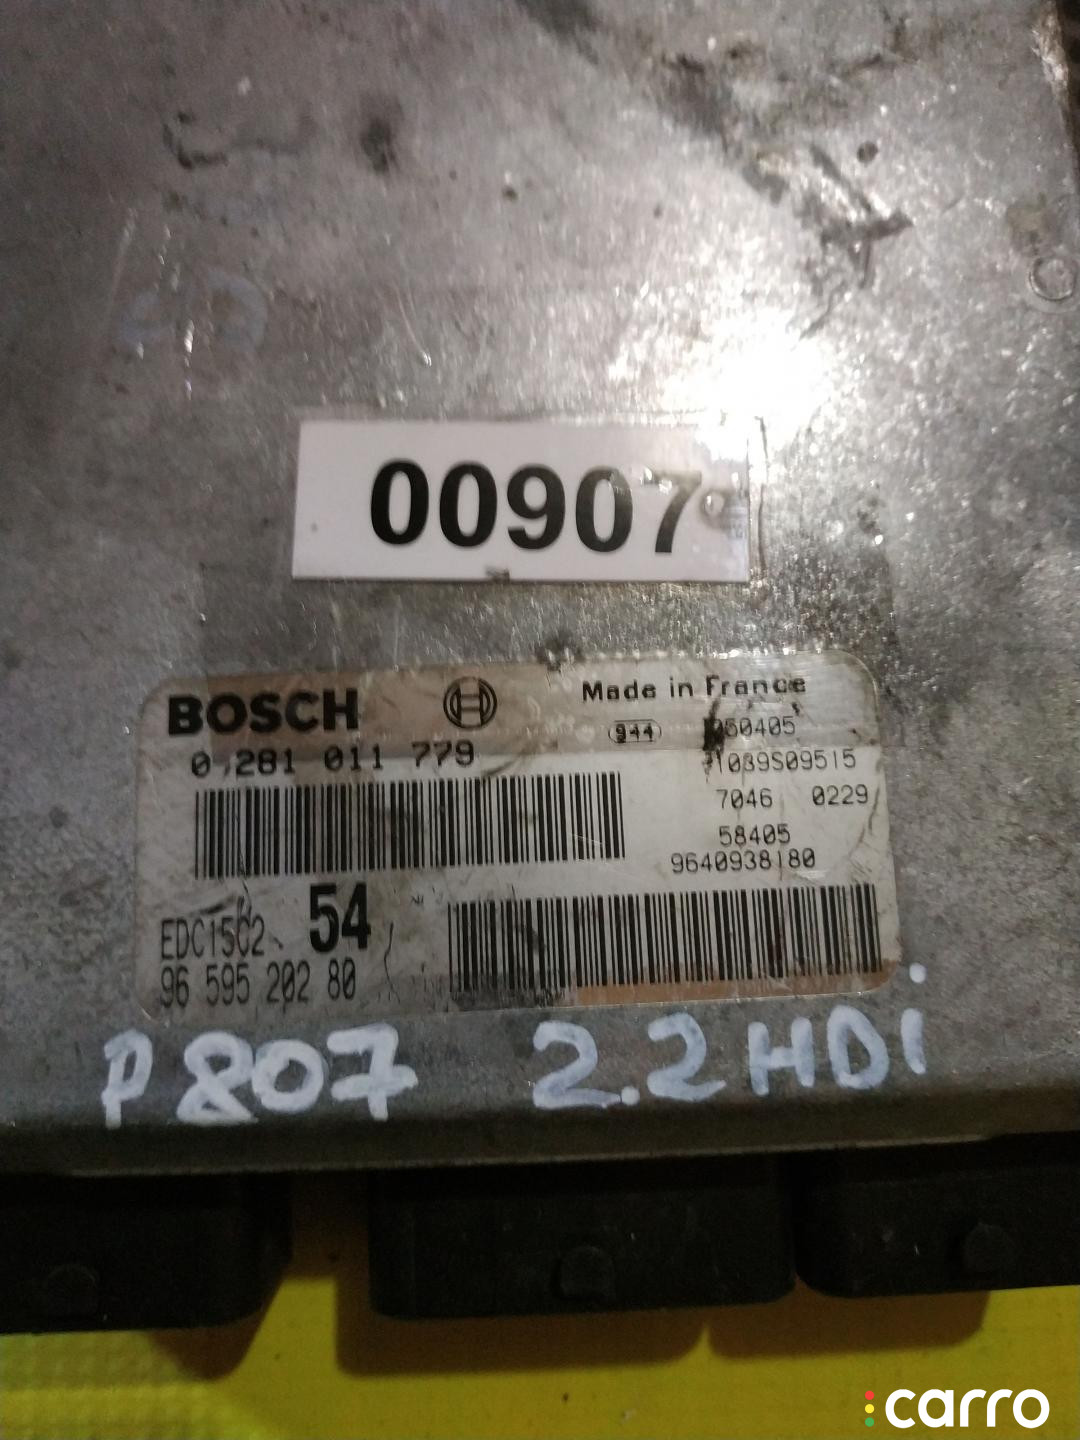 00907
BOSCH
Made in France
0 281 011 779
944 050405
1039S09515
7046 0229
58405
9640938180
EDC15C2 54
96 595 202 80
P807 2.2HDi
carro